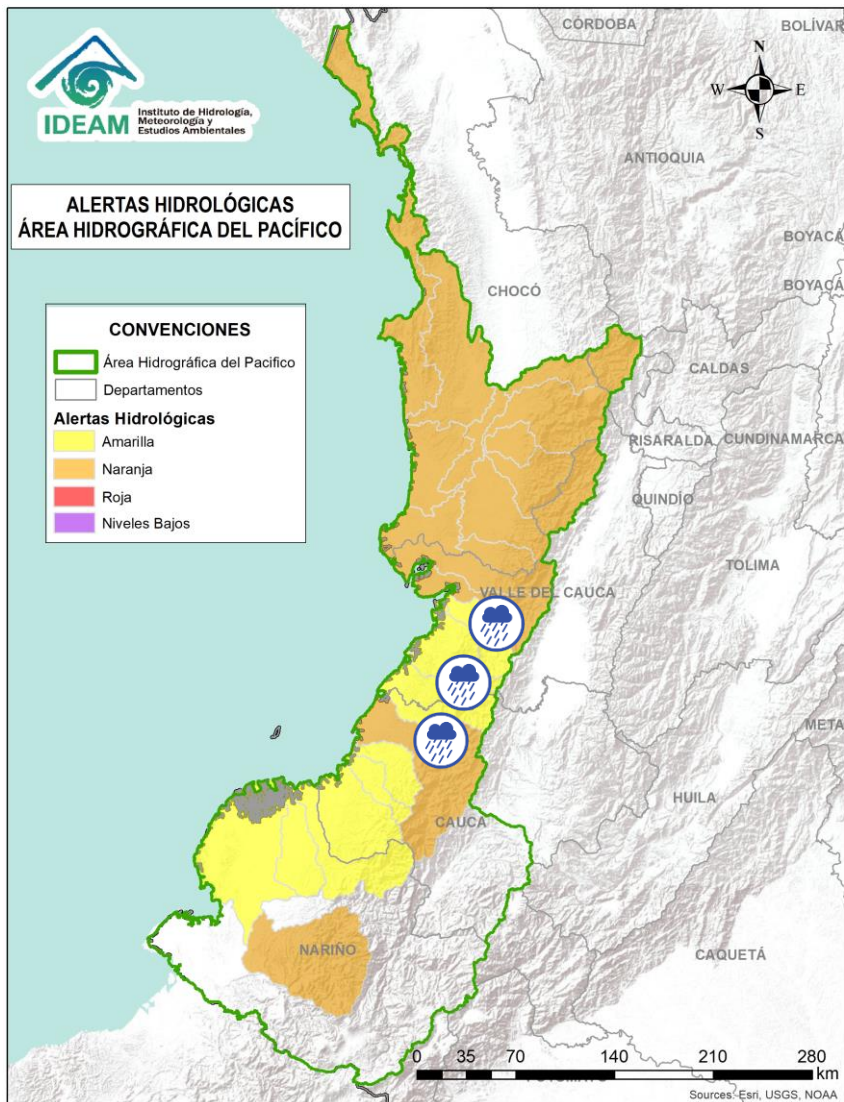 CÓRDOBA
BOLÍVAR
IDEAM
Instituto de Hidrología,
Meteorología y
Estudios Ambientales
N
W
E
S
ANTIOQUIA
ALERTAS HIDROLÓGICAS
ÁREA HIDROGRÁFICA DEL PACÍFICO
BOYACÁ
BOYACÁ
CHOCÓ
CONVENCIONES
Área Hidrográfica del Pacifico
Departamentos
Alertas Hidrológicas
Amarilla
Naranja
Roja
Niveles Bajos
CALDAS
RISARALDA
CUNDINAMARCA
QUINDÍO
TOLIMA
VALLE DEL CAUCA
META
HUILA
CAUCA
NARIÑO
CAQUETÁ
0 35 70 140 210 280
km
Sources: Esri, USGS, NOAA